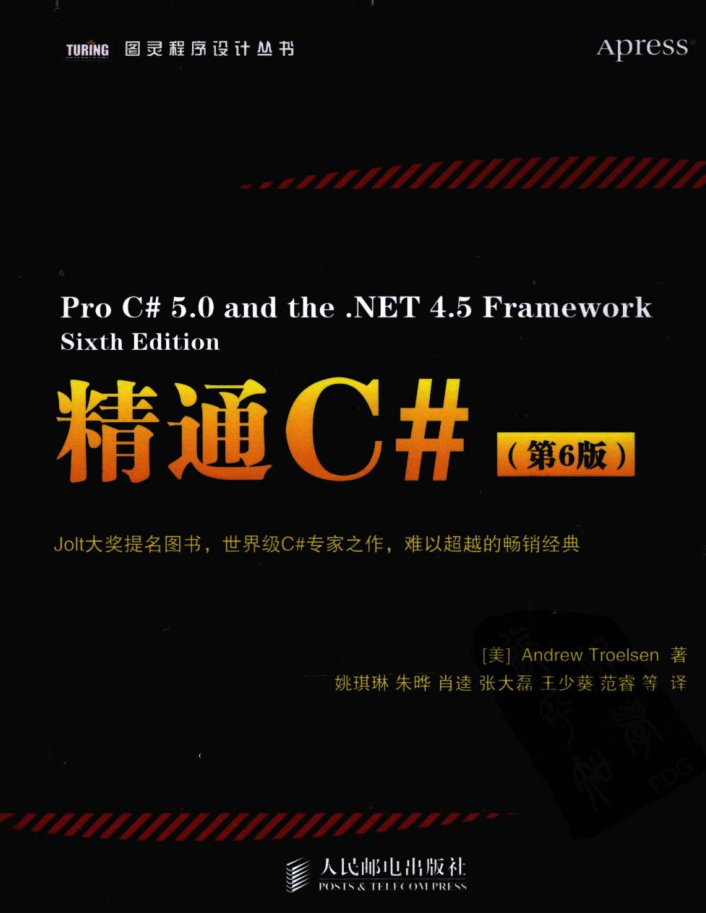 TURING 图灵程序设计丛书
Apress
Pro C# 5.0 and the .NET 4.5 Framework
Sixth Edition
精通C#
（第6版）
Jolt大奖提名图书，世界级C#专家之作，难以超越的畅销经典
[美] Andrew Troelsen 著
姚琪琳 朱晔 肖逵 张大磊 王少葵 范睿 等 译
PDG
人民邮电出版社
POSTS & TELECOM PRESS